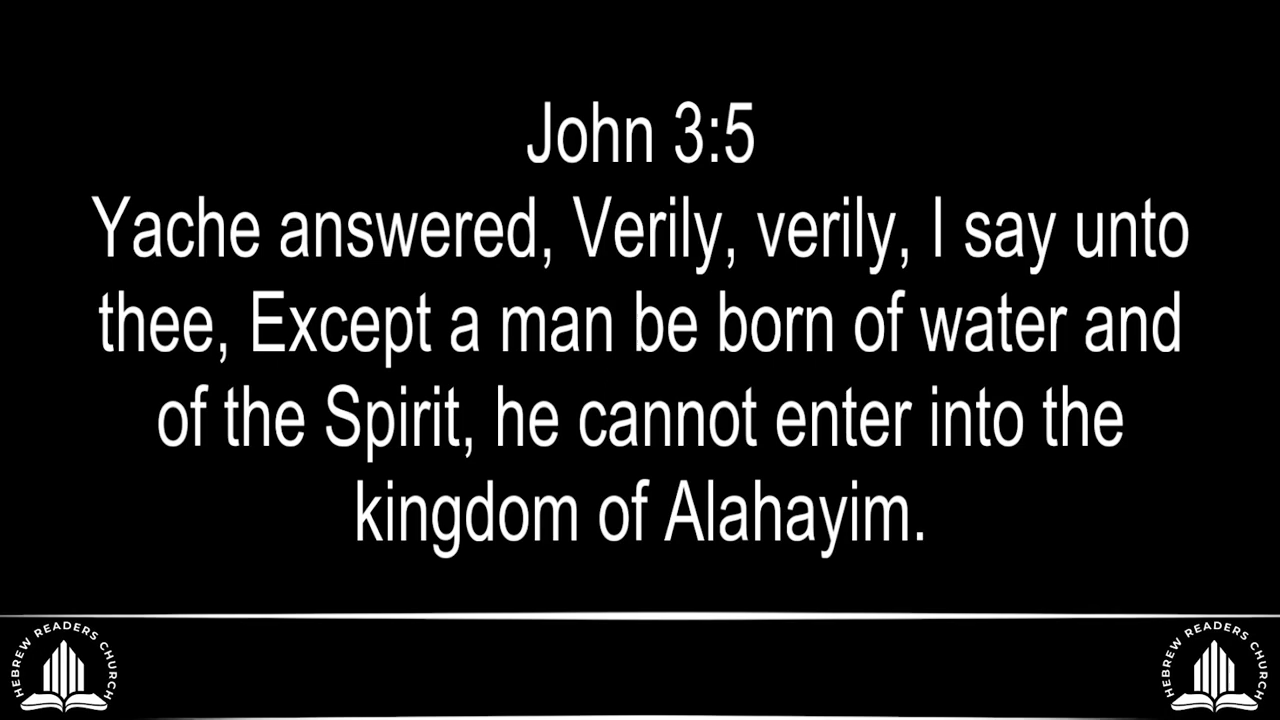 John 3:5
Yache answered, Verily, verily, I say unto
thee, Except a man be born of water and
of the Spirit, he cannot enter into the
kingdom of Alahayim.
HEBREW READERS CHURCH
HEBREW READERS CHURCH